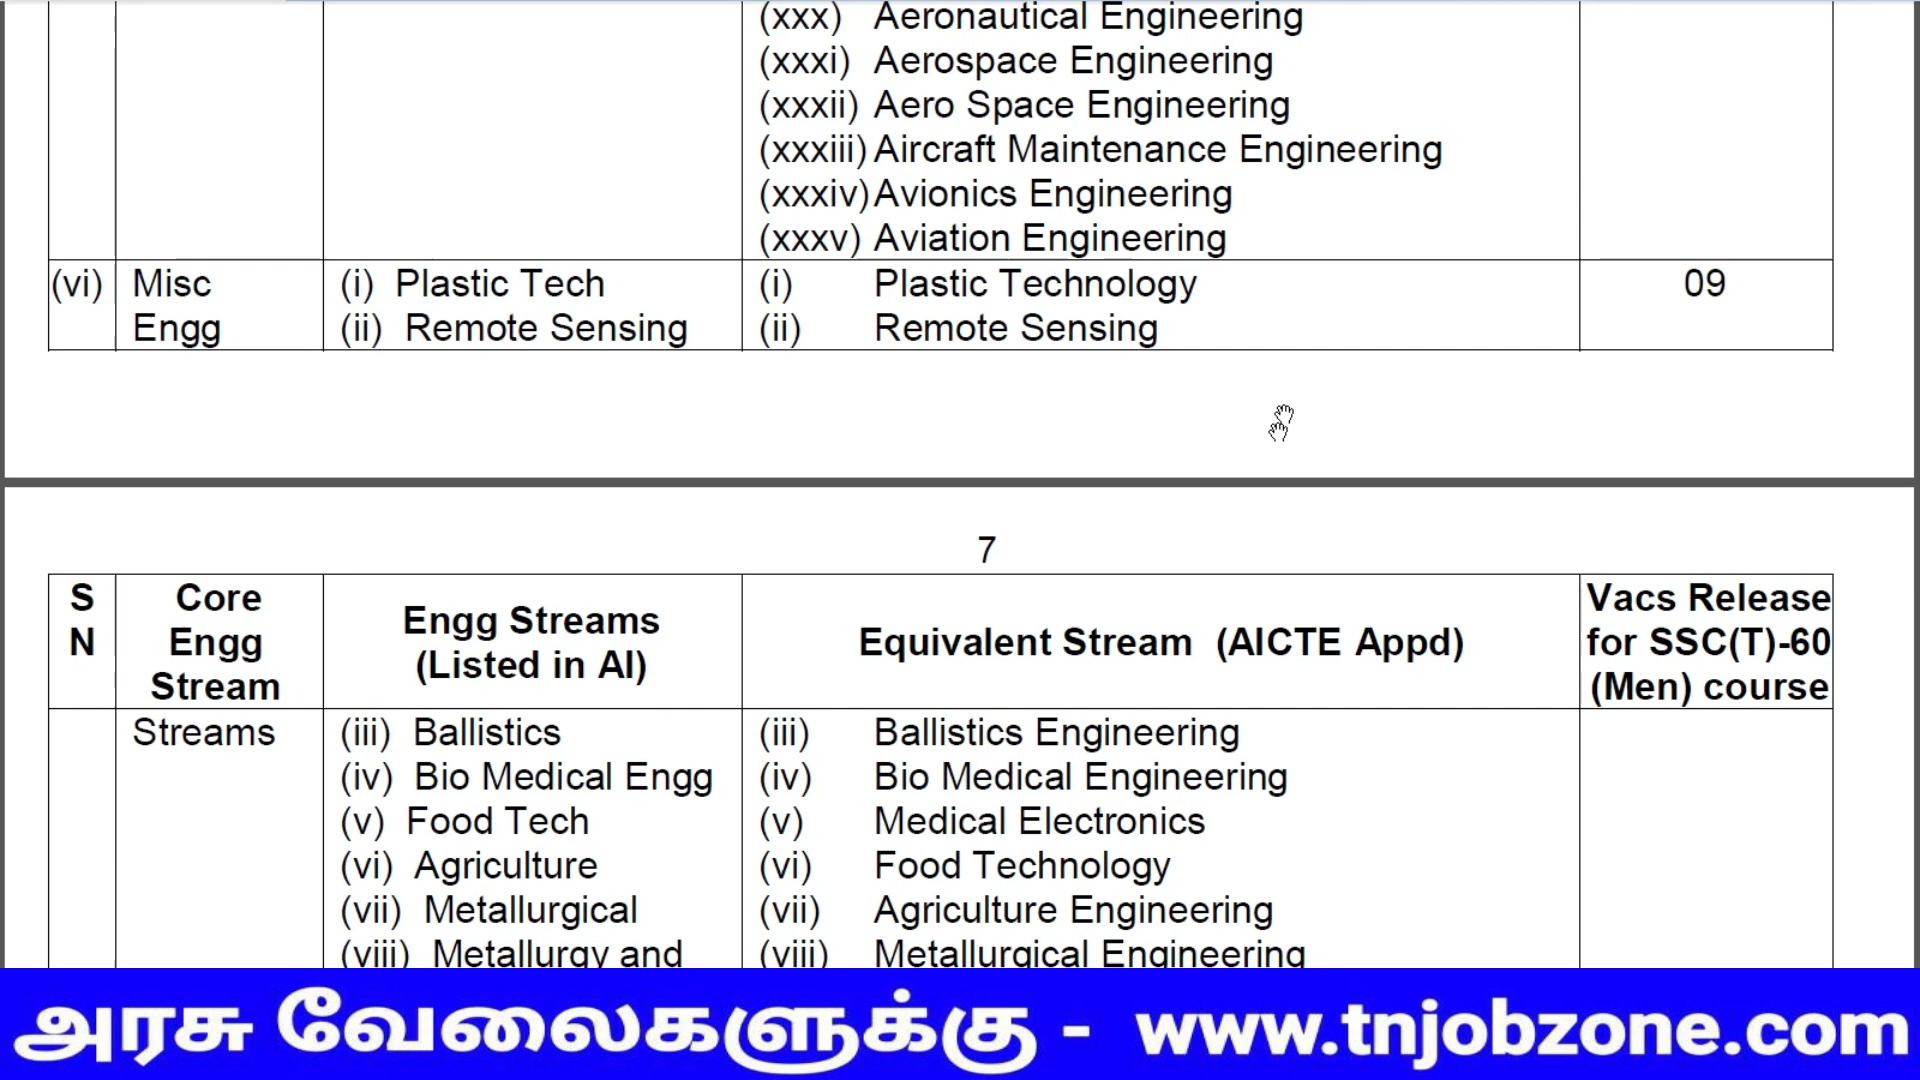 (xxx) Aeronautical Engineering
(xxxi) Aerospace Engineering
(xxxii) Aero Space Engineering
(xxxiii) Aircraft Maintenance Engineering
(xxxiv) Avionics Engineering
(xxxv) Aviation Engineering
(vi) Misc (i) Plastic Tech (i) Plastic Technology 09
Engg (ii) Remote Sensing (ii) Remote Sensing
7
S N Core Engg Stream Engg Streams (Listed in AI) Equivalent Stream (AICTE Appd) Vacs Release for SSC(T)-60 (Men) course
Streams (iii) Ballistics (iii) Ballistics Engineering
(iv) Bio Medical Engg (iv) Bio Medical Engineering
(v) Food Tech (v) Medical Electronics
(vi) Agriculture (vi) Food Technology
(vii) Metallurgical (vii) Agriculture Engineering
(viii) Metallurgy and (viii) Metallurgical Engineering
அரசு வேலைகளுக்கு - www.tnjobzone.com